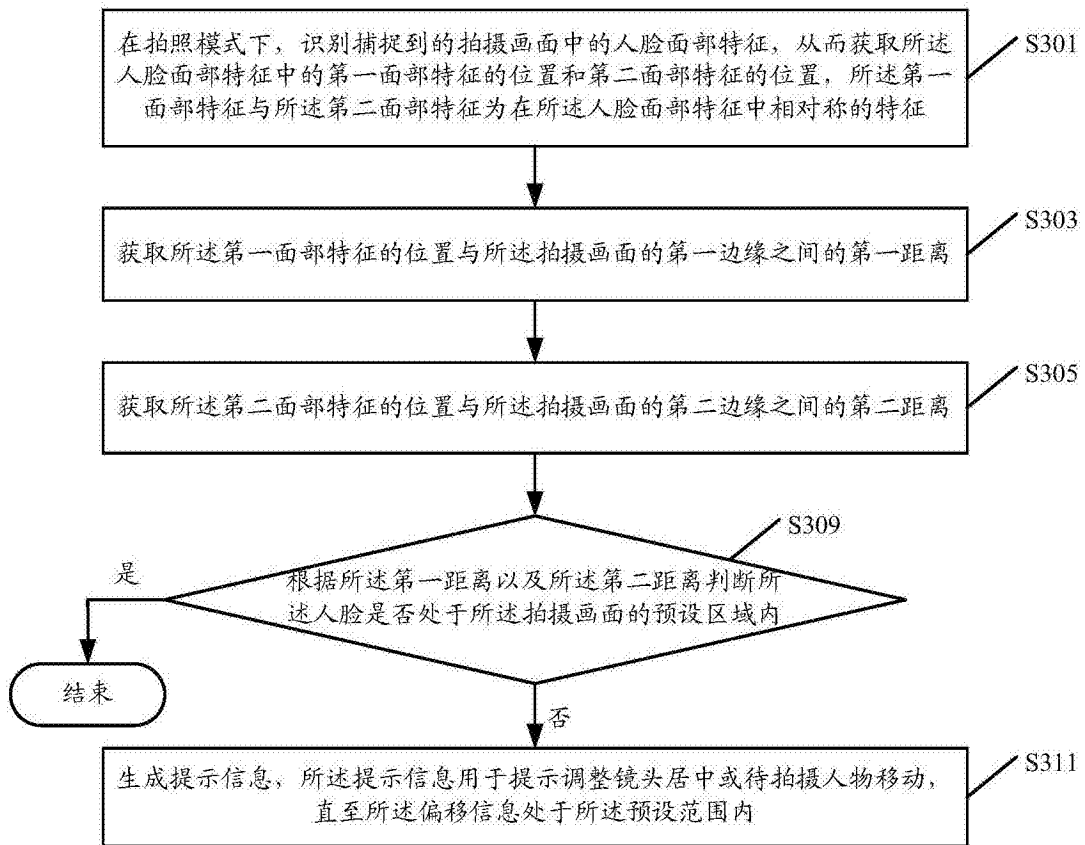 在拍照模式下，识别捕捉到的拍摄画面中的人脸面部特征，从而获取所述
人脸面部特征中的第一面部特征的位置和第二面部特征的位置，所述第一
面部特征与所述第二面部特征为在所述人脸面部特征中相对称的特征
S301
获取所述第一面部特征的位置与所述拍摄画面的第一边缘之间的第一距离
S303
获取所述第二面部特征的位置与所述拍摄画面的第二边缘之间的第二距离
S305
S309
根据所述第一距离以及所述第二距离判断所
述人脸是否处于所述拍摄画面的预设区域内
是
结束
否
生成提示信息，所述提示信息用于提示调整镜头居中或待拍摄人物移动，
直至所述偏移信息处于所述预设范围内
S311